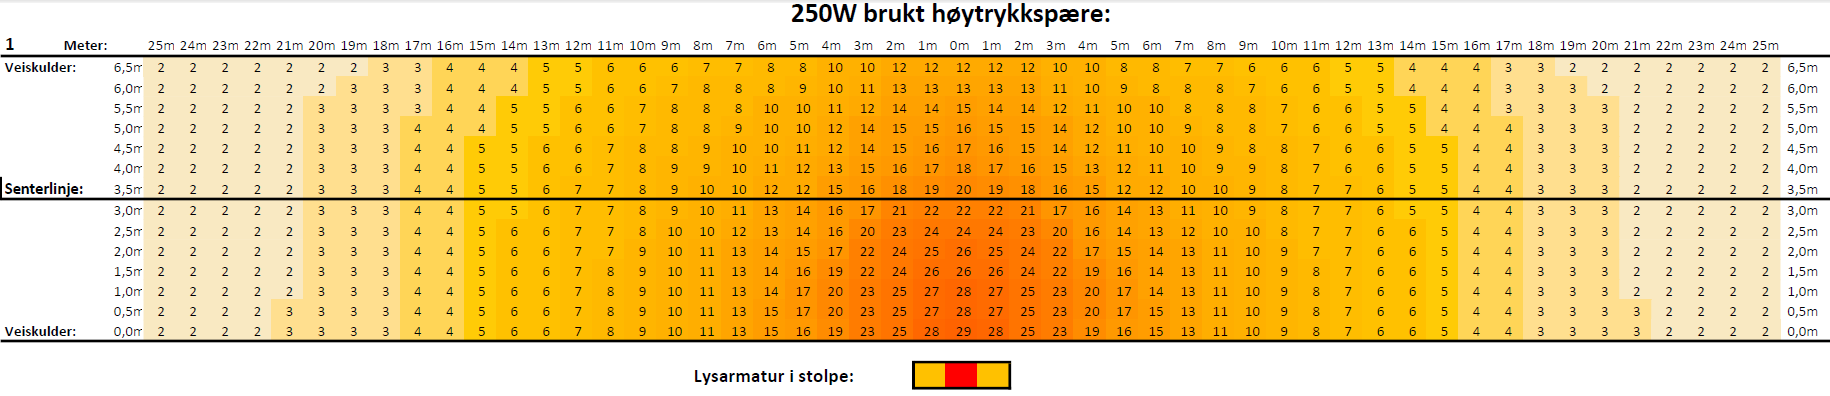 250W brukt høytrykkspære:
1 Meter: 25m 24m 23m 22m 21m 20m 19m 18m 17m 16m 15m 14m 13m 12m 11m 10m 9m 8m 7m 6m 5m 4m 3m 2m 1m 0m 1m 2m 3m 4m 5m 6m 7m 8m 9m 10m 11m 12m 13m 14m 15m 16m 17m 18m 19m 20m 21m 22m 23m 24m 25m
Veiskulder: 6,5m 2 2 2 2 2 2 2 3 3 4 4 4 5 5 6 6 6 7 7 8 8 10 10 12 12 12 12 12 10 10 8 8 7 7 6 6 6 5 5 4 4 4 3 3 2 2 2 2 2 2 2 6,5m
6,0m 2 2 2 2 2 2 3 3 3 4 4 4 5 5 6 6 7 8 8 8 9 10 11 13 13 13 13 13 11 10 9 8 8 8 7 6 6 5 5 4 4 4 3 3 3 2 2 2 2 2 2 6,0m
5,5m 2 2 2 2 2 3 3 3 3 4 4 5 5 6 6 7 8 8 8 10 10 11 12 14 14 15 14 14 12 11 10 10 8 8 8 7 6 6 5 5 4 4 3 3 3 3 2 2 2 2 2 5,5m
5,0m 2 2 2 2 2 3 3 3 4 4 4 5 5 6 6 7 8 8 9 10 10 12 14 15 15 16 15 15 14 12 10 10 9 8 8 7 6 6 5 5 4 4 4 3 3 3 2 2 2 2 2 5,0m
4,5m 2 2 2 2 2 3 3 3 4 4 5 5 6 6 7 8 8 9 10 10 11 12 14 15 16 17 16 15 14 12 11 10 10 9 8 8 7 6 6 5 5 4 4 3 3 3 2 2 2 2 2 4,5m
4,0m 2 2 2 2 2 3 3 3 4 4 5 5 6 6 7 8 9 9 10 11 12 13 15 16 17 18 17 16 15 13 12 11 10 9 9 8 7 6 6 5 5 4 4 3 3 3 2 2 2 2 2 4,0m
Senterlinje: 3,5m 2 2 2 2 2 3 3 3 4 4 5 5 6 7 7 8 9 10 10 12 12 15 16 18 19 20 19 18 16 15 12 12 10 10 9 8 7 7 6 5 5 4 4 3 3 3 2 2 2 2 2 3,5m
3,0m 2 2 2 2 2 3 3 3 4 4 5 5 6 7 7 8 9 10 11 13 14 16 17 21 22 22 22 21 17 16 14 13 11 10 9 8 7 7 6 5 5 4 4 3 3 3 2 2 2 2 2 3,0m
2,5m 2 2 2 2 2 3 3 3 4 4 5 6 6 7 7 8 10 10 12 13 14 16 20 23 24 24 24 23 20 16 14 13 12 10 10 8 7 7 6 6 5 4 4 3 3 3 2 2 2 2 2 2,5m
2,0m 2 2 2 2 2 3 3 3 4 4 5 6 6 7 7 9 10 11 13 14 15 17 22 24 25 26 25 24 22 17 15 14 13 11 10 9 7 7 6 6 5 4 4 3 3 3 2 2 2 2 2 2,0m
1,5m 2 2 2 2 2 3 3 3 4 4 5 6 6 7 8 9 10 11 13 14 16 19 22 24 26 26 26 24 22 19 16 14 13 11 10 9 8 7 6 6 5 4 4 3 3 3 2 2 2 2 2 1,5m
1,0m 2 2 2 2 2 3 3 3 4 4 5 6 6 7 8 9 10 11 13 14 17 20 23 25 27 28 27 25 23 20 17 14 13 11 10 9 8 7 6 6 5 4 4 3 3 3 2 2 2 2 2 1,0m
0,5m 2 2 2 2 3 3 3 3 4 4 5 6 6 7 8 9 10 11 13 15 17 20 23 25 27 28 27 25 23 20 17 15 13 11 10 9 8 7 6 6 5 4 4 3 3 3 3 2 2 2 2 0,5m
Veiskulder: 0,0m 2 2 2 2 3 3 3 3 4 4 5 6 6 7 8 9 10 11 13 15 16 19 23 25 28 29 28 25 23 19 16 15 13 11 10 9 8 7 6 6 5 4 4 3 3 3 3 2 2 2 2 0,0m
Lysarmatur i stolpe: